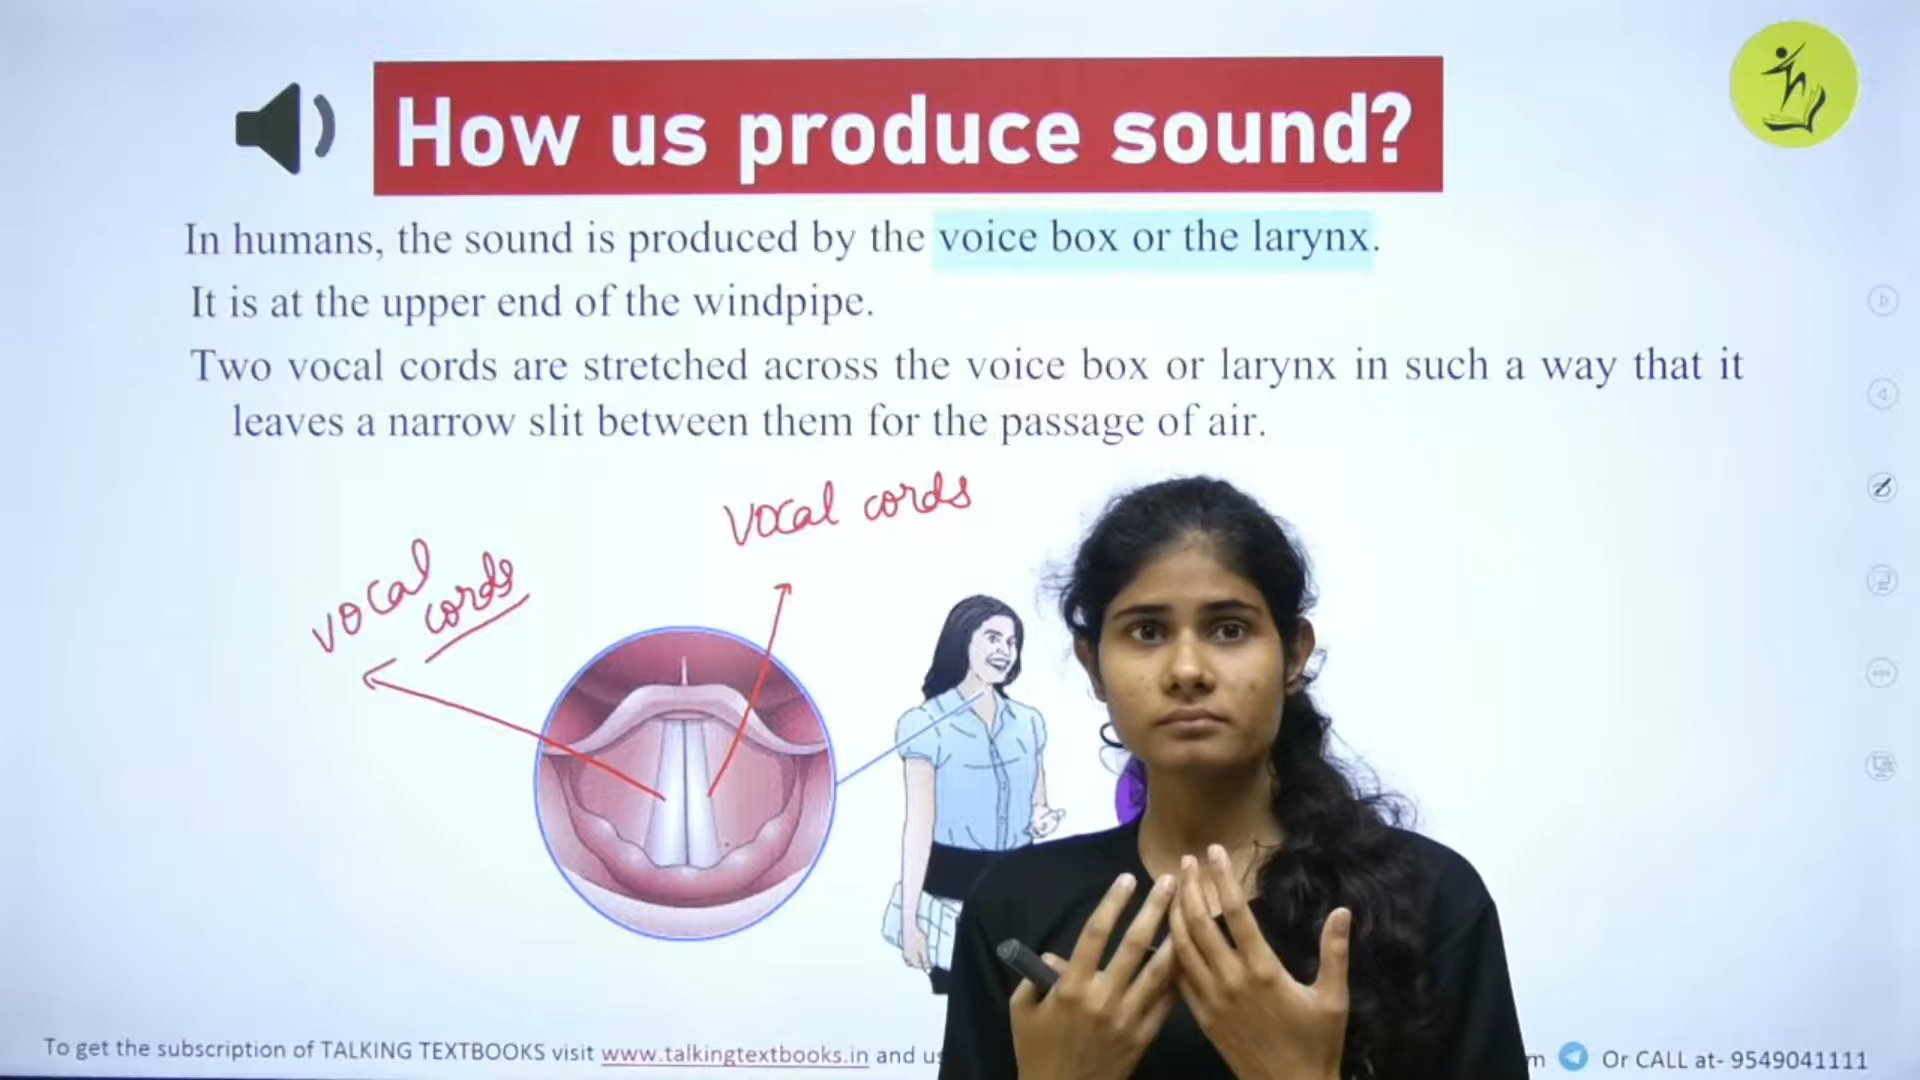 How us produce sound?
In humans, the sound is produced by the voice box or the larynx.
It is at the upper end of the windpipe.
Two vocal cords are stretched across the voice box or larynx in such a way that it
leaves a narrow slit between them for the passage of air.
vocal cords
vocal
cords
To get the subscription of TALKING TEXTBOOKS visit www.talkingtextbooks.in and us
m Or CALL at- 9549041111